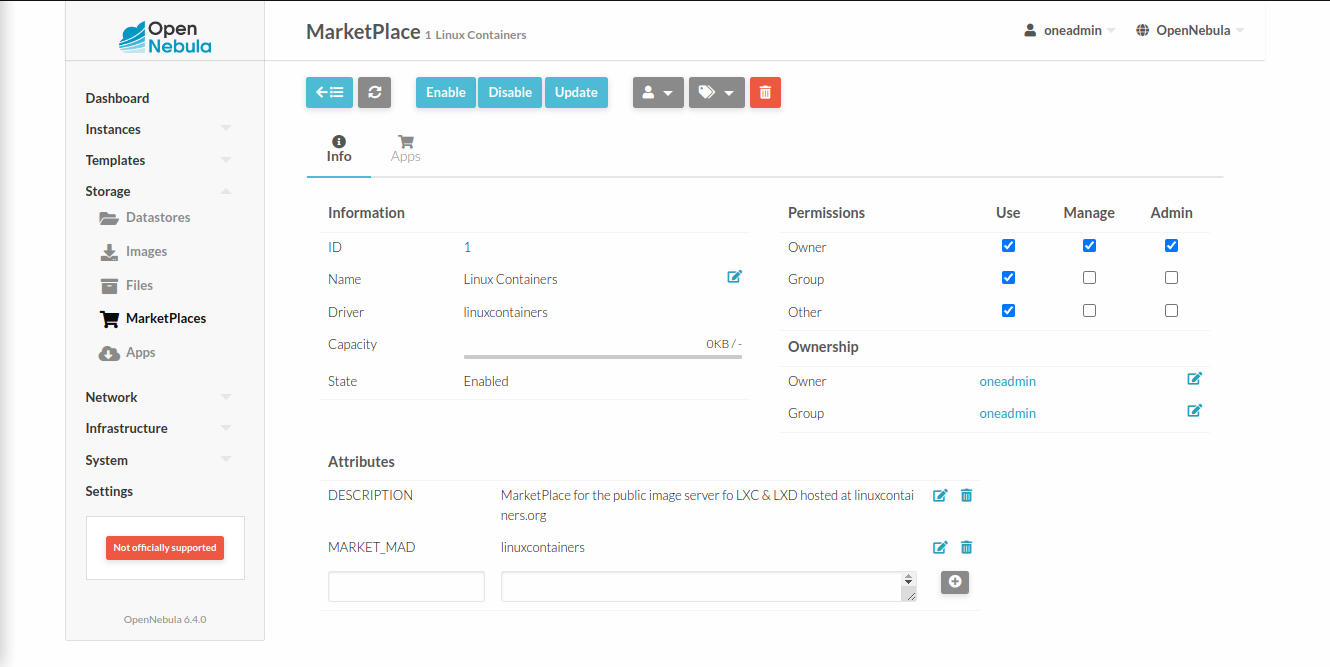 Open
Nebula
MarketPlace 1 Linux Containers
oneadmin
OpenNebula
Dashboard
Instances
Templates
Storage
Datastores
Images
Files
MarketPlaces
Apps
Network
Infrastructure
System
Settings
Not officially supported
OpenNebula 6.4.0
Enable
Disable
Update
Info
Apps
Information
ID 1
Name Linux Containers
Driver linuxcontainers
Capacity 0KB / -
State Enabled
Permissions Use Manage Admin
Owner
Group
Other
Ownership
Owner oneadmin
Group oneadmin
Attributes
DESCRIPTION MarketPlace for the public image server fo LXC & LXD hosted at linuxcontai
ners.org
MARKET_MAD linuxcontainers